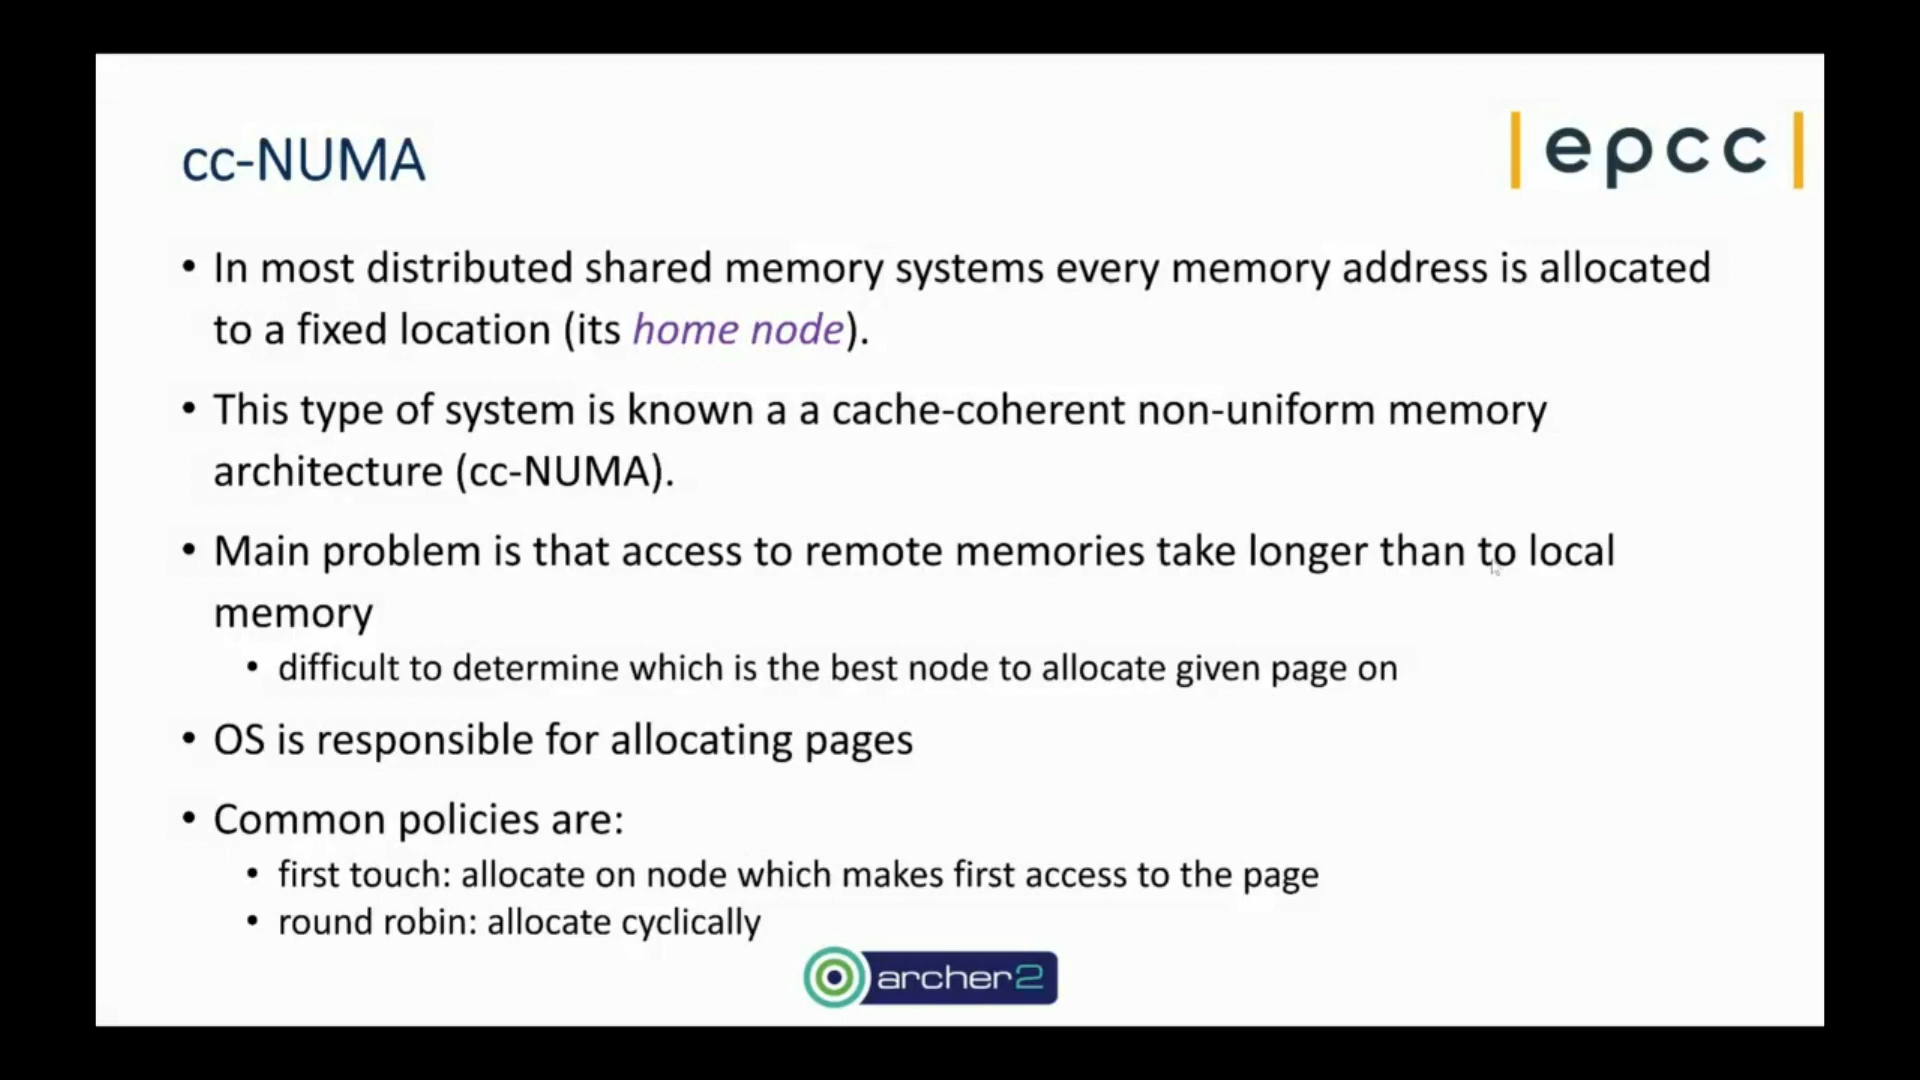 cc-NUMA
|epcc|
• In most distributed shared memory systems every memory address is allocated
to a fixed location (its home node).
• This type of system is known a a cache-coherent non-uniform memory
architecture (cc-NUMA).
• Main problem is that access to remote memories take longer than to local
memory
• difficult to determine which is the best node to allocate given page on
• OS is responsible for allocating pages
• Common policies are:
• first touch: allocate on node which makes first access to the page
• round robin: allocate cyclically
archer2